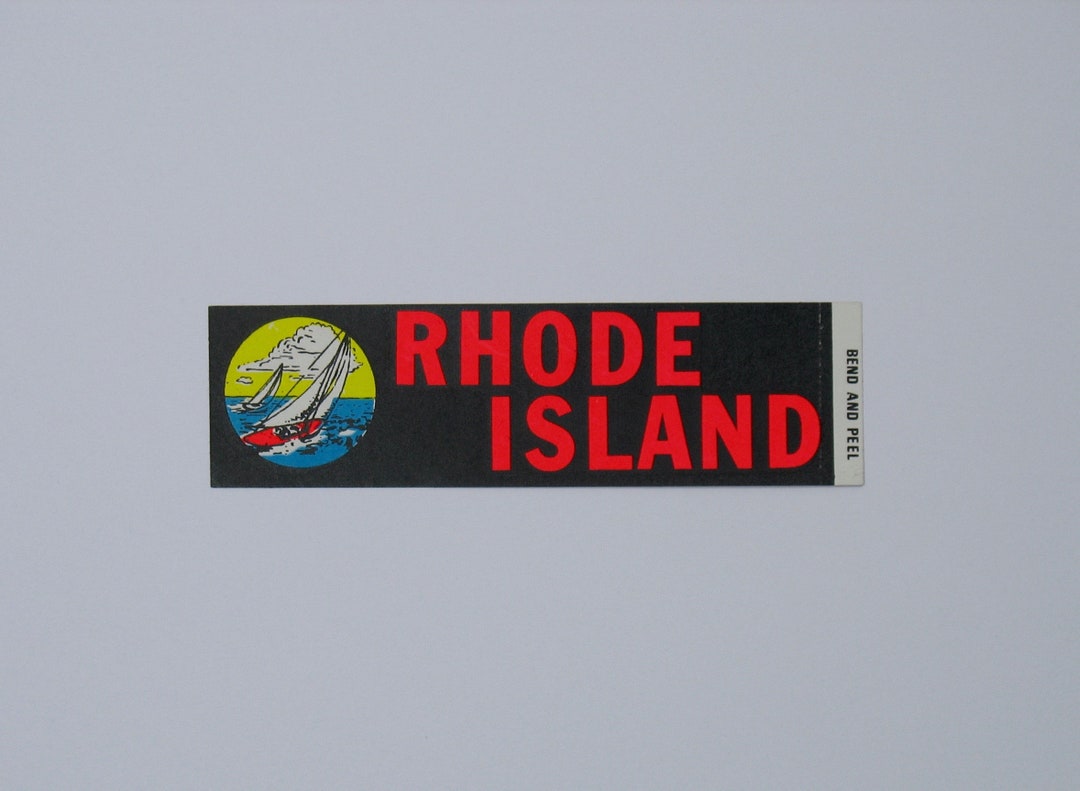 RHODE
ISLAND
BEND AND PEEL